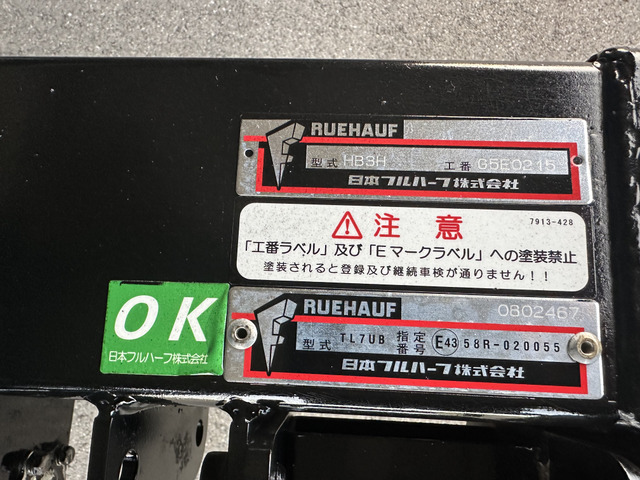 FRUEHAUF
型式 HB3H 工番 G5E0215
日本フルハーフ株式会社
⚠注意 7913-428
「工番ラベル」及び「Eマークラベル」への塗装禁止
塗装されると登録及び継続車検が通りません!!
OK
日本フルハーフ株式会社
FRUEHAUF 0802467
型式 TL7UB 指定番号 E43 58R-020055
日本フルハーフ株式会社